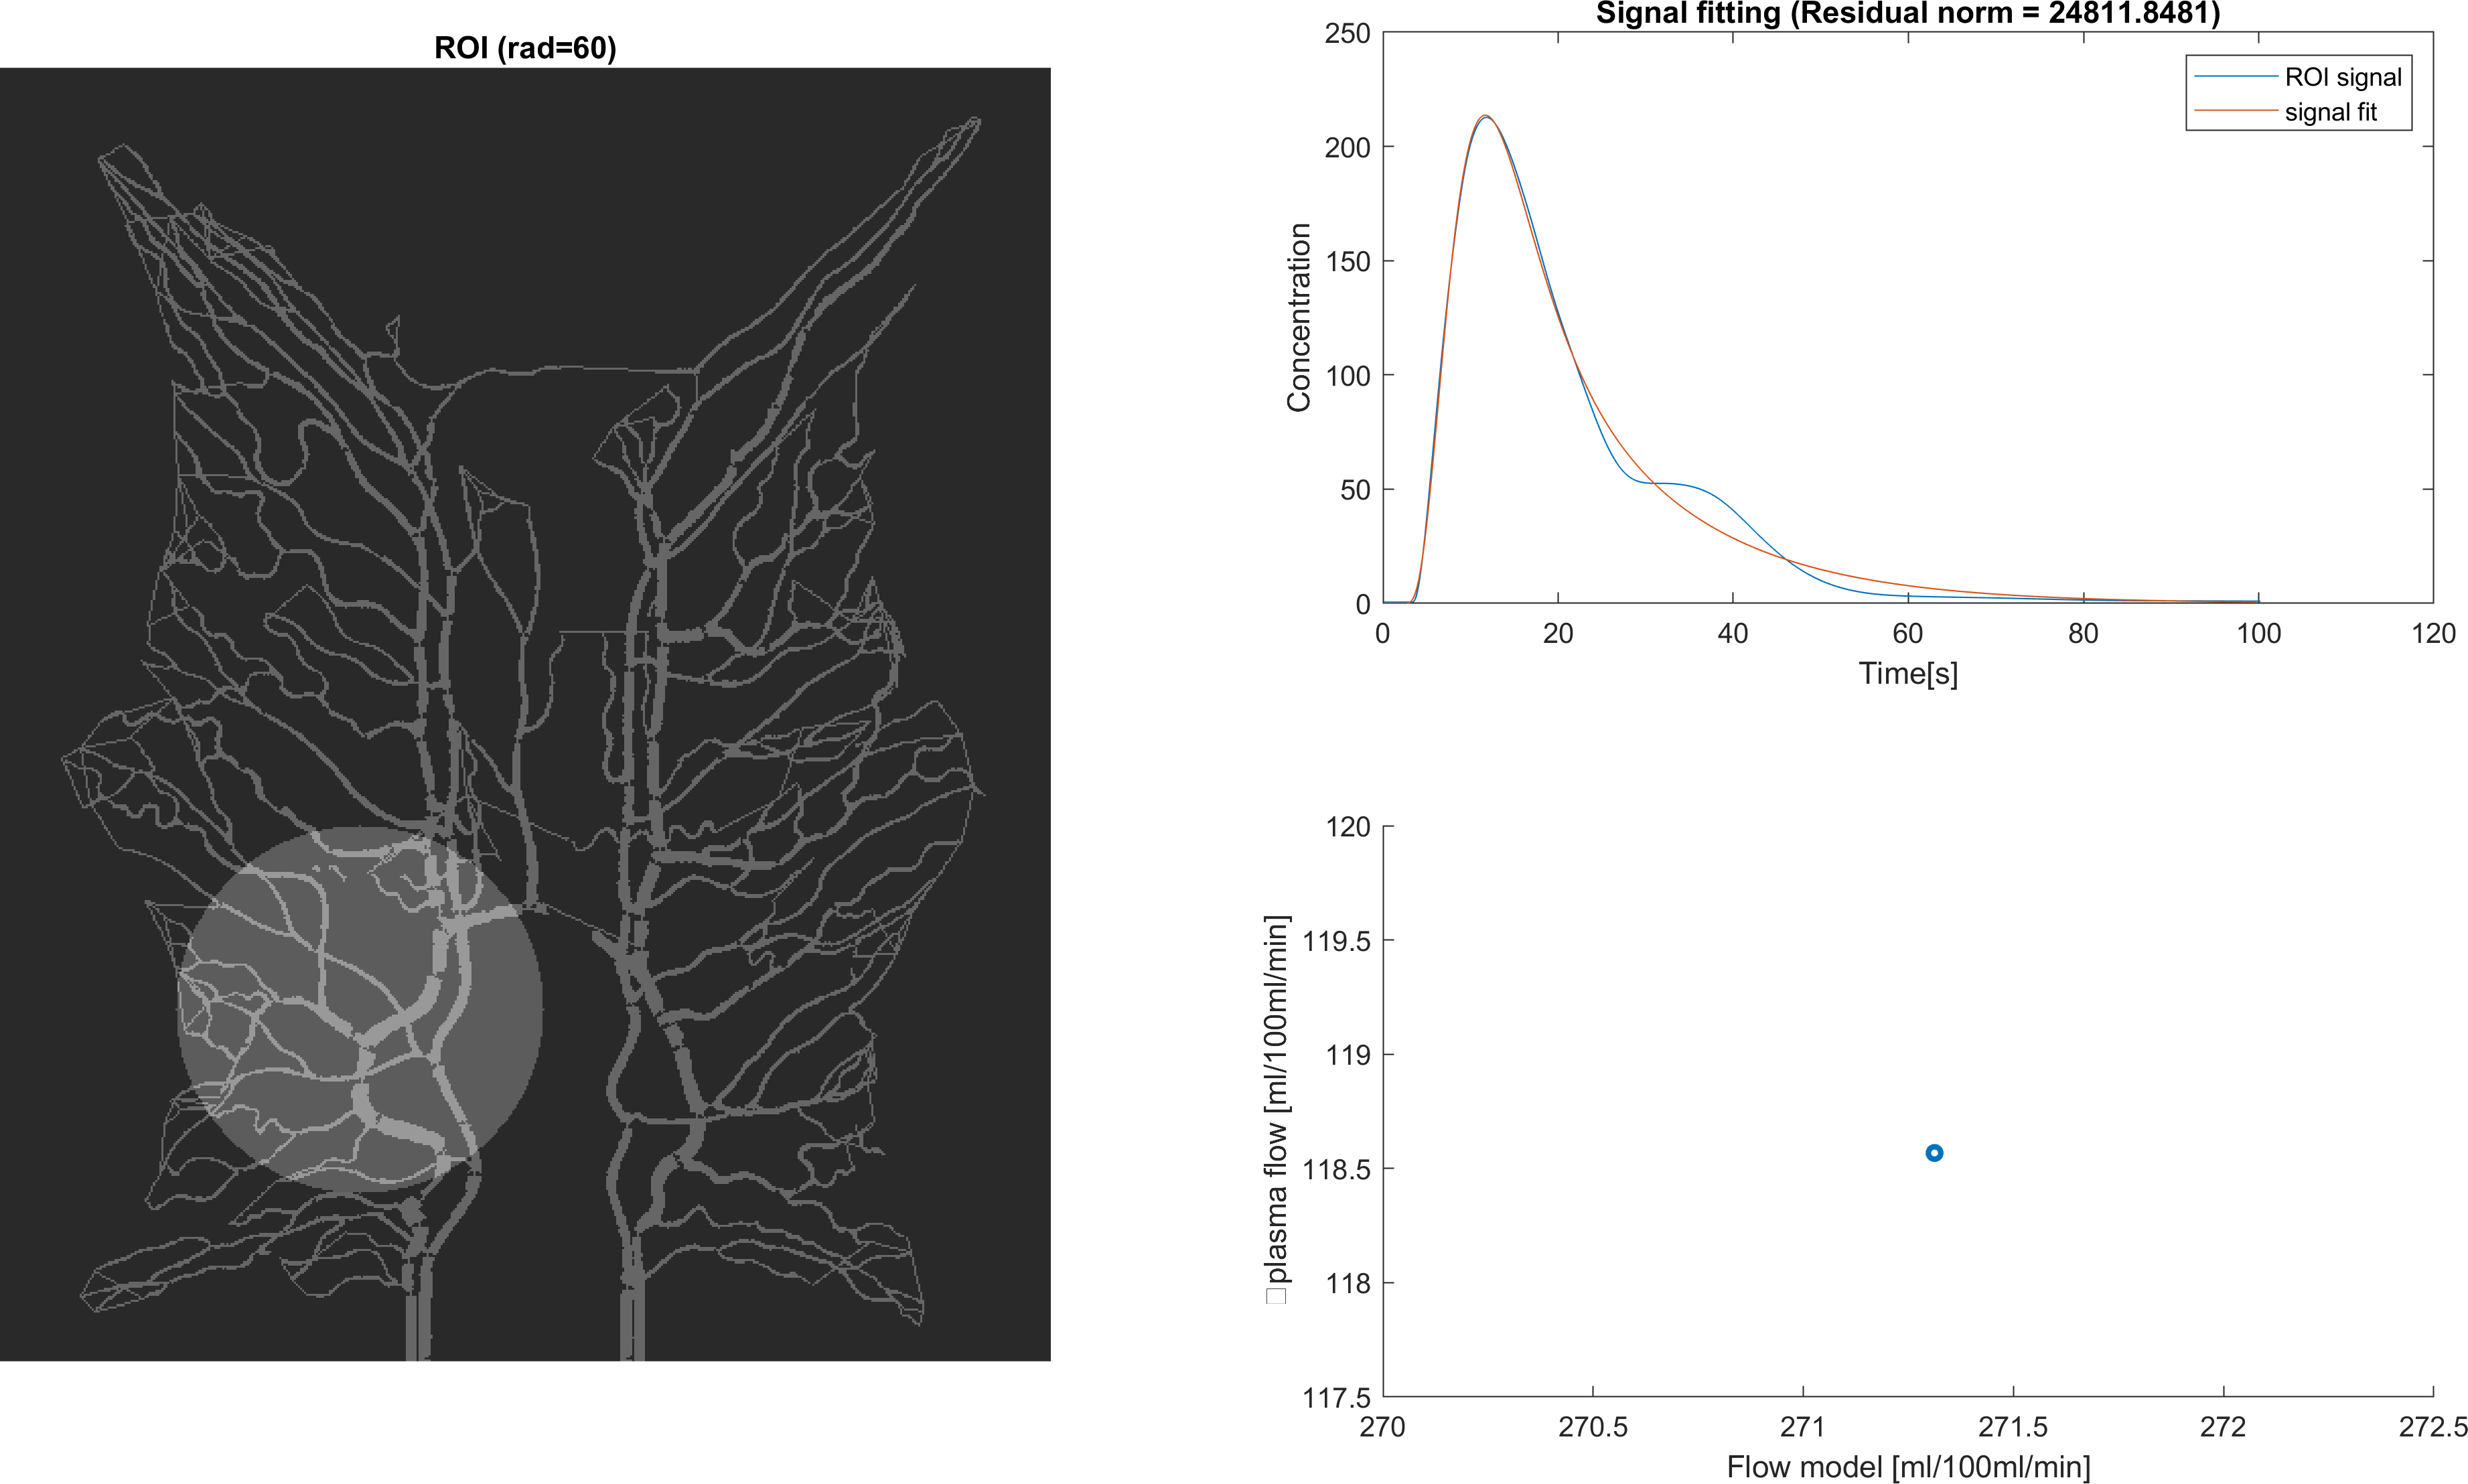 ROI (rad=60)
Signal fitting (Residual norm = 24811.8481)
250
200
150
100
50
0
Concentration
ROI signal
signal fit
0 20 40 60 80 100 120
Time[s]
120
119.5
119
118.5
118
117.5
□plasma flow [ml/100ml/min]
270 270.5 271 271.5 272 272.5
Flow model [ml/100ml/min]